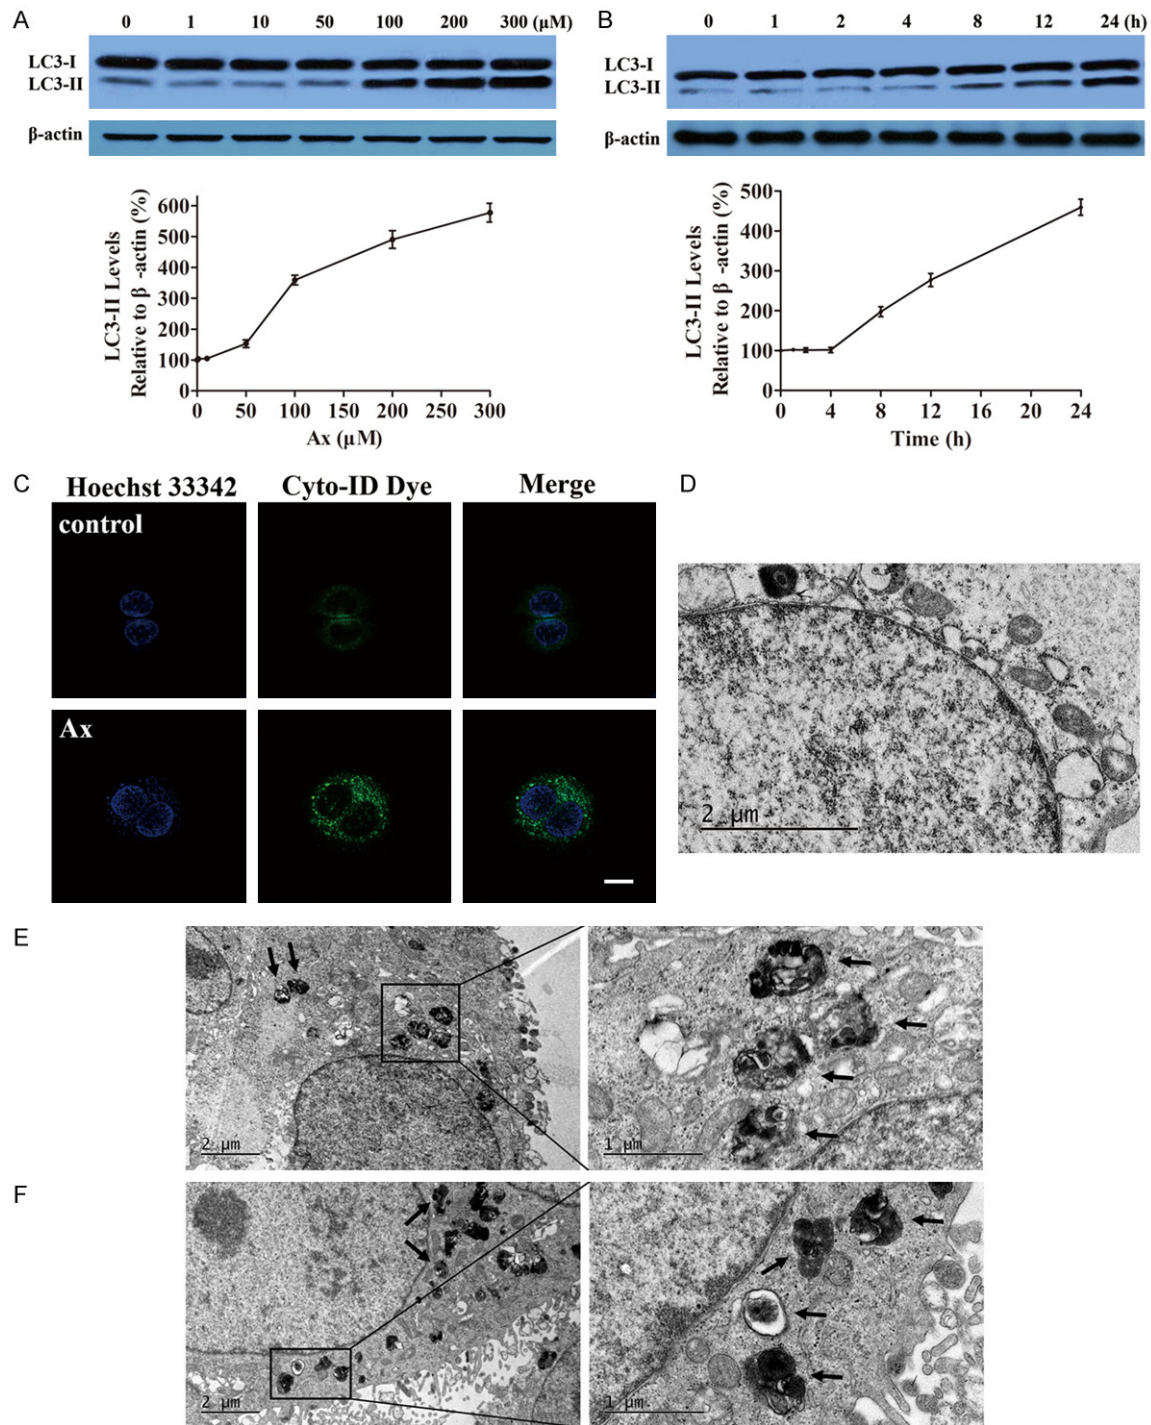 A
0 1 10 50 100 200 300 (μM)
LC3-I
LC3-II
β-actin
LC3-II Levels
Relative to β -actin (%)
600
500
400
300
200
100
0
0 50 100 150 200 250 300
Ax (μM)
B
0 1 2 4 8 12 24 (h)
LC3-I
LC3-II
β-actin
LC3-II Levels
Relative to β -actin (%)
500
400
300
200
100
0
0 4 8 12 16 20 24
Time (h)
C
Hoechst 33342 Cyto-ID Dye Merge
control
Ax
D
2 μm
E
2 μm
1 μm
F
2 μm
1 μm